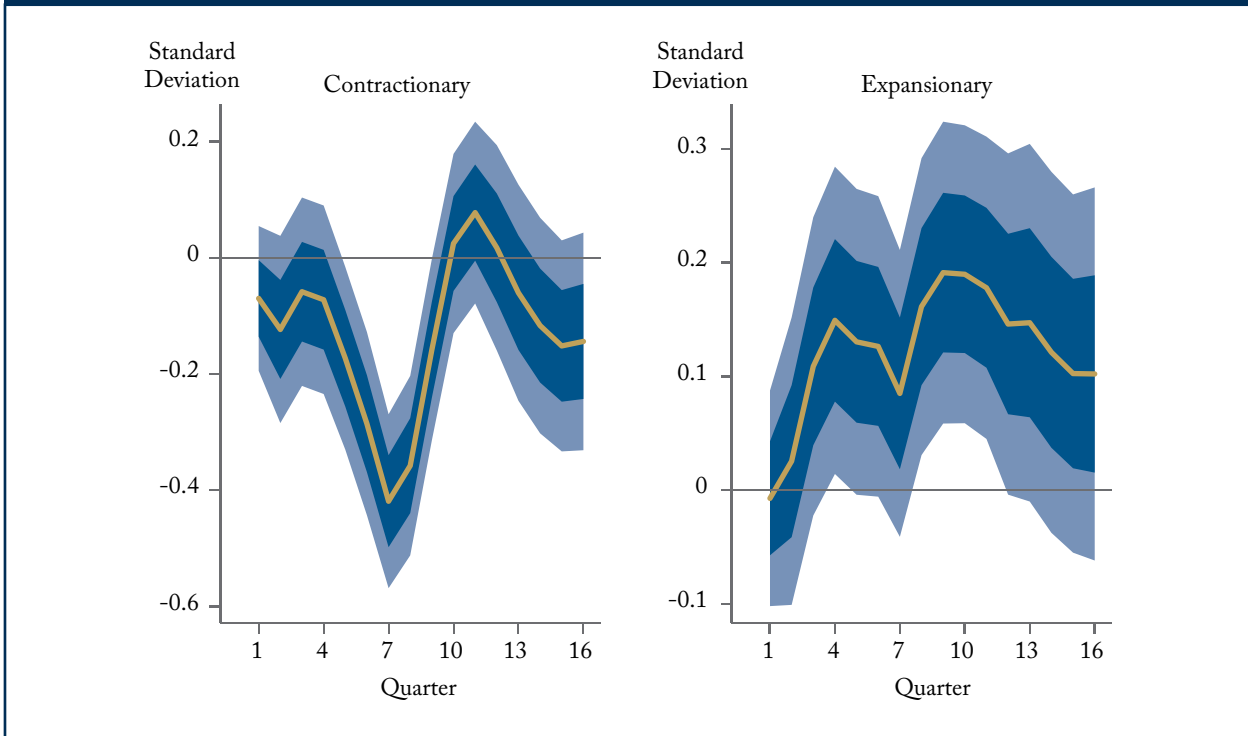 Standard
Deviation
Contractionary
0.2
0
-0.2
-0.4
-0.6
1 4 7 10 13 16
Quarter
Standard
Deviation
Expansionary
0.3
0.2
0.1
0
-0.1
1 4 7 10 13 16
Quarter